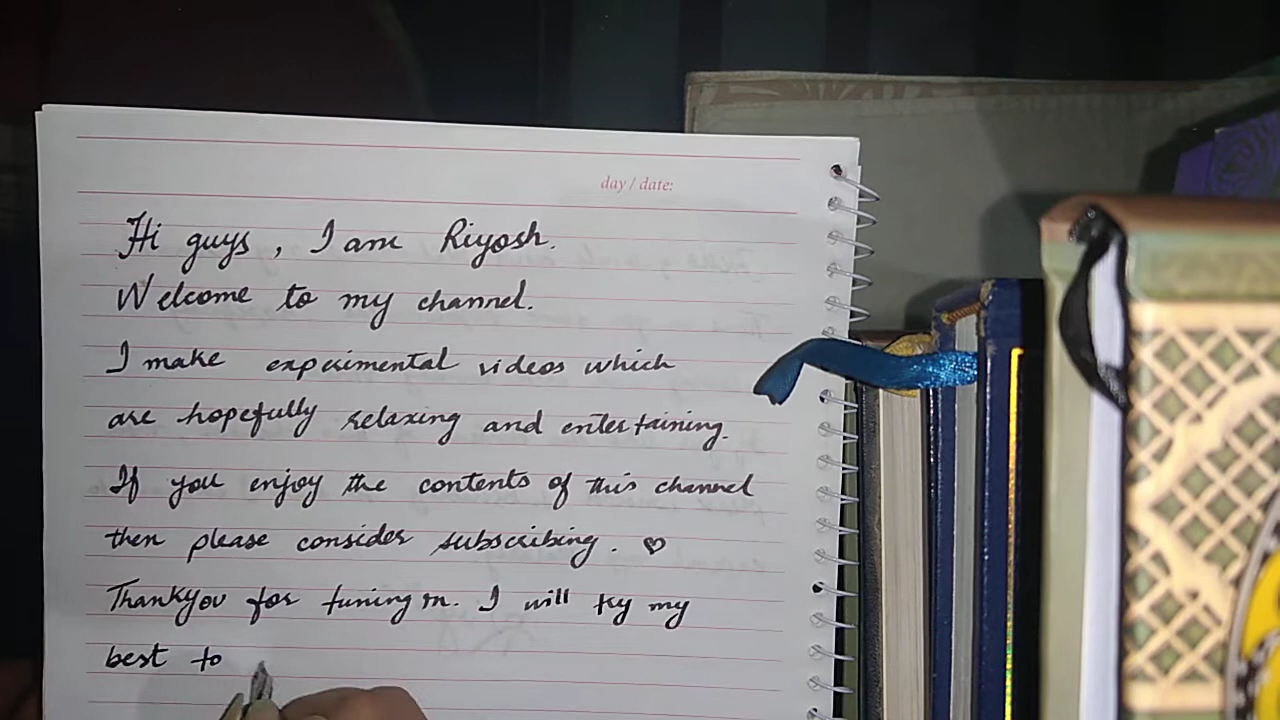 day / date:
Hi guys, I am Riyosh.
Welcome to my channel.
I make experimental videos which
are hopefully relaxing and entertaining.
If you enjoy the contents of this channel
then please consider subscribing. ♡
Thankyou for tuning in. I will try my
best to